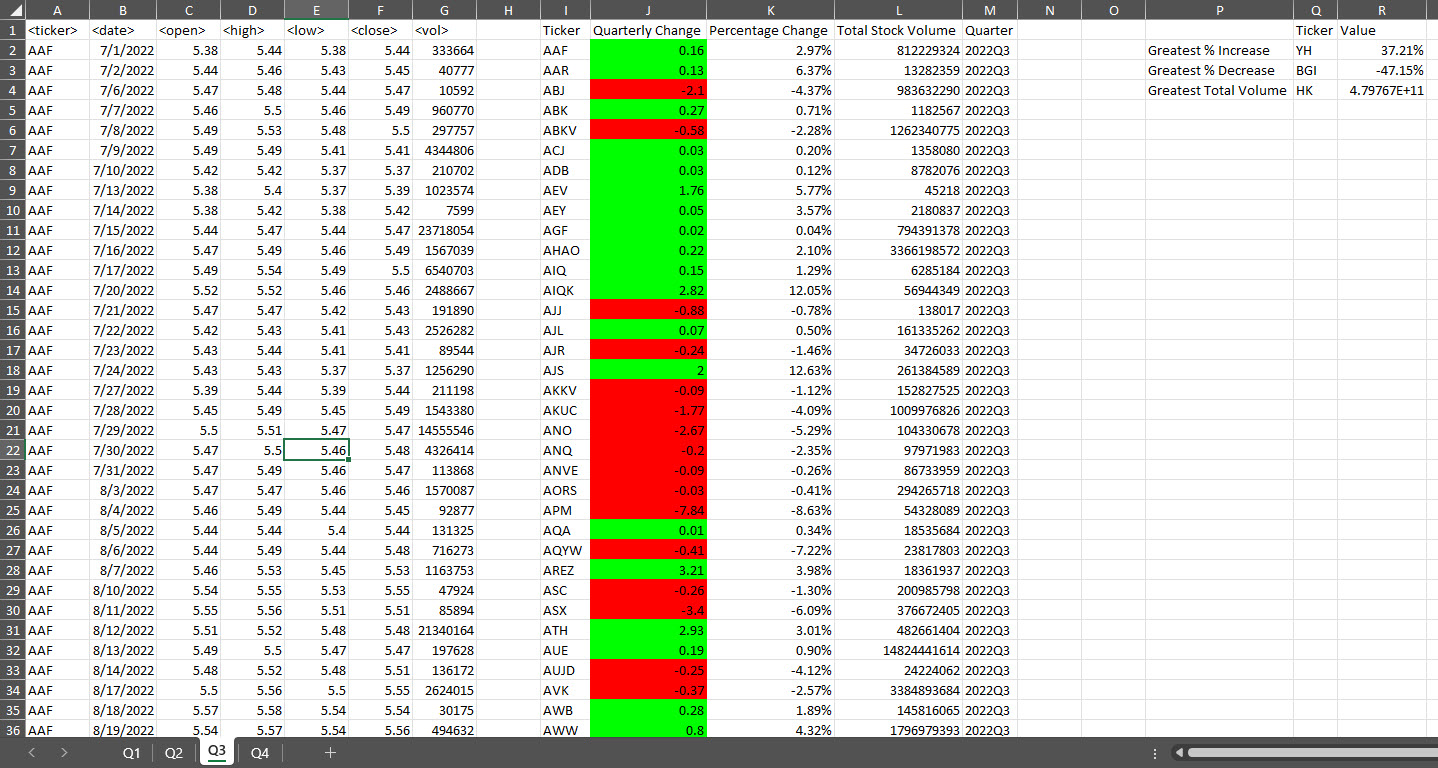 A B C D E F G H I J K L M N O P Q R
1 <ticker> <date> <open> <high> <low> <close> <vol> Ticker Quarterly Change Percentage Change Total Stock Volume Quarter Ticker Value
2 AAF 7/1/2022 5.38 5.44 5.38 5.44 333664 AAF 0.16 2.97% 812229324 2022Q3 Greatest % Increase YH 37.21%
3 AAF 7/2/2022 5.44 5.46 5.43 5.45 40777 AAR 0.13 6.37% 13282359 2022Q3 Greatest % Decrease BGI -47.15%
4 AAF 7/6/2022 5.47 5.48 5.44 5.47 10592 ABJ -2.1 -4.37% 983632290 2022Q3 Greatest Total Volume HK 4.79767E+11
5 AAF 7/7/2022 5.46 5.5 5.46 5.49 960770 ABK 0.27 0.71% 1182567 2022Q3
6 AAF 7/8/2022 5.49 5.53 5.48 5.5 297757 ABKV -0.58 -2.28% 1262340775 2022Q3
7 AAF 7/9/2022 5.49 5.49 5.41 5.41 4344806 ACJ 0.03 0.20% 1358080 2022Q3
8 AAF 7/10/2022 5.42 5.42 5.37 5.37 210702 ADB 0.03 0.12% 8782076 2022Q3
9 AAF 7/13/2022 5.38 5.4 5.37 5.39 1023574 AEV 1.76 5.77% 45218 2022Q3
10 AAF 7/14/2022 5.38 5.42 5.38 5.42 7599 AEY 0.05 3.57% 2180837 2022Q3
11 AAF 7/15/2022 5.44 5.47 5.44 5.47 23718054 AGF 0.02 0.04% 794391378 2022Q3
12 AAF 7/16/2022 5.47 5.49 5.46 5.49 1567039 AHAO 0.22 2.10% 3366198572 2022Q3
13 AAF 7/17/2022 5.49 5.54 5.49 5.5 6540703 AIQ 0.15 1.29% 6285184 2022Q3
14 AAF 7/20/2022 5.52 5.52 5.46 5.46 2488667 AIQK 2.82 12.05% 56944349 2022Q3
15 AAF 7/21/2022 5.47 5.47 5.42 5.43 191890 AJJ -0.88 -0.78% 138017 2022Q3
16 AAF 7/22/2022 5.42 5.43 5.41 5.43 2526282 AJL 0.07 0.50% 161335262 2022Q3
17 AAF 7/23/2022 5.43 5.44 5.41 5.41 89544 AJR -0.24 -1.46% 34726033 2022Q3
18 AAF 7/24/2022 5.43 5.43 5.37 5.37 1256290 AJS 2 12.63% 261384589 2022Q3
19 AAF 7/27/2022 5.39 5.44 5.39 5.44 211198 AKKV -0.09 -1.12% 152827525 2022Q3
20 AAF 7/28/2022 5.45 5.49 5.45 5.49 1543380 AKUC -1.77 -4.09% 1009976826 2022Q3
21 AAF 7/29/2022 5.5 5.51 5.47 5.47 14555546 ANO -2.67 -5.29% 104330678 2022Q3
22 AAF 7/30/2022 5.47 5.5 5.46 5.48 4326414 ANQ -0.2 -2.35% 97971983 2022Q3
23 AAF 7/31/2022 5.47 5.49 5.46 5.47 113868 ANVE -0.09 -0.26% 86733959 2022Q3
24 AAF 8/3/2022 5.47 5.47 5.46 5.46 1570087 AORS -0.03 -0.41% 294265718 2022Q3
25 AAF 8/4/2022 5.46 5.49 5.44 5.45 92877 APM -7.84 -8.63% 54328089 2022Q3
26 AAF 8/5/2022 5.44 5.44 5.4 5.44 131325 AQA 0.01 0.34% 18535684 2022Q3
27 AAF 8/6/2022 5.44 5.49 5.44 5.48 716273 AQYW -0.41 -7.22% 23817803 2022Q3
28 AAF 8/7/2022 5.46 5.53 5.45 5.53 1163753 AREZ 3.21 3.98% 18361937 2022Q3
29 AAF 8/10/2022 5.54 5.55 5.53 5.55 47924 ASC -0.26 -1.30% 200985798 2022Q3
30 AAF 8/11/2022 5.55 5.56 5.51 5.51 85894 ASX -3.4 -6.09% 376672405 2022Q3
31 AAF 8/12/2022 5.51 5.52 5.48 5.48 21340164 ATH 2.93 3.01% 482661404 2022Q3
32 AAF 8/13/2022 5.49 5.5 5.47 5.47 197628 AUE 0.19 0.90% 14824441614 2022Q3
33 AAF 8/14/2022 5.48 5.52 5.48 5.51 136172 AUJD -0.25 -4.12% 24224062 2022Q3
34 AAF 8/17/2022 5.5 5.56 5.5 5.55 2624015 AVK -0.37 -2.57% 3384893684 2022Q3
35 AAF 8/18/2022 5.57 5.58 5.54 5.54 30175 AWB 0.28 1.89% 145816065 2022Q3
36 AAF 8/19/2022 5.54 5.57 5.54 5.56 494632 AWW 0.8 4.32% 1796979393 2022Q3
Q1 Q2 Q3 Q4